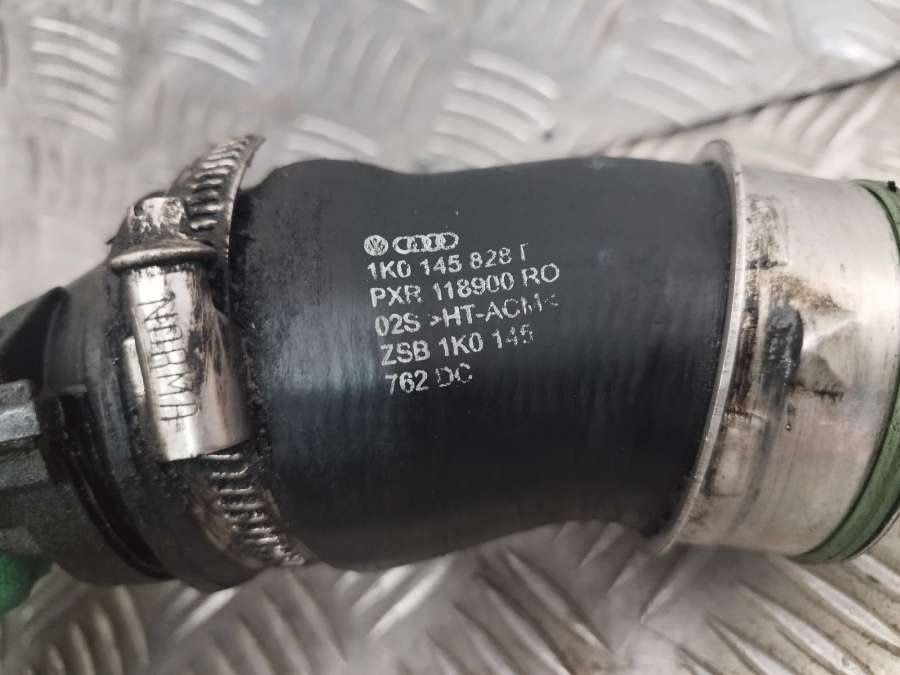 1K0 145 828
PXR 118900 RO
02S >HT-ACM<
ZSB 1K0 145
762 DC
NORMA